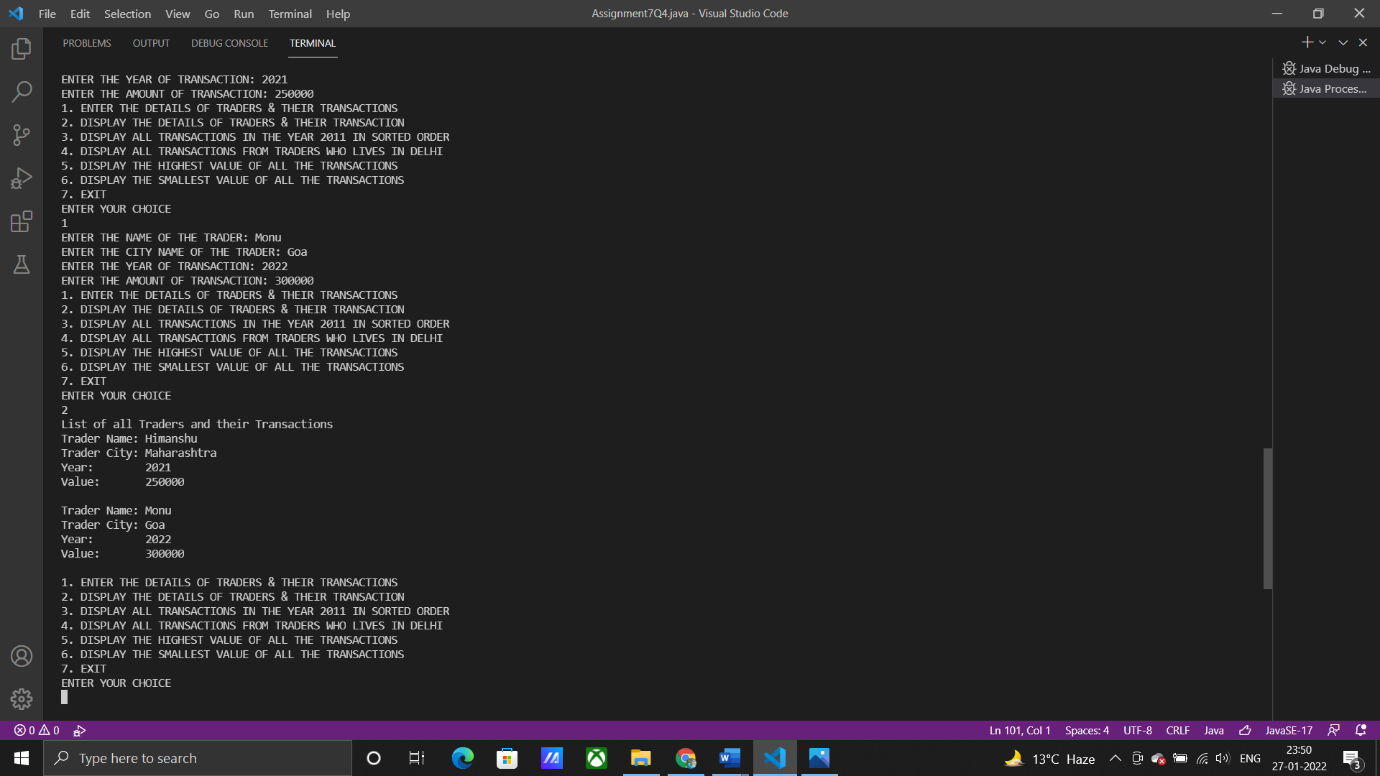 File Edit Selection View Go Run Terminal Help
Assignment7Q4.java - Visual Studio Code
PROBLEMS OUTPUT DEBUG CONSOLE TERMINAL
Java Debug ...
Java Proces...
ENTER THE YEAR OF TRANSACTION: 2021
ENTER THE AMOUNT OF TRANSACTION: 250000
1. ENTER THE DETAILS OF TRADERS & THEIR TRANSACTIONS
2. DISPLAY THE DETAILS OF TRADERS & THEIR TRANSACTION
3. DISPLAY ALL TRANSACTIONS IN THE YEAR 2011 IN SORTED ORDER
4. DISPLAY ALL TRANSACTIONS FROM TRADERS WHO LIVES IN DELHI
5. DISPLAY THE HIGHEST VALUE OF ALL THE TRANSACTIONS
6. DISPLAY THE SMALLEST VALUE OF ALL THE TRANSACTIONS
7. EXIT
ENTER YOUR CHOICE
1
ENTER THE NAME OF THE TRADER: Monu
ENTER THE CITY NAME OF THE TRADER: Goa
ENTER THE YEAR OF TRANSACTION: 2022
ENTER THE AMOUNT OF TRANSACTION: 300000
1. ENTER THE DETAILS OF TRADERS & THEIR TRANSACTIONS
2. DISPLAY THE DETAILS OF TRADERS & THEIR TRANSACTION
3. DISPLAY ALL TRANSACTIONS IN THE YEAR 2011 IN SORTED ORDER
4. DISPLAY ALL TRANSACTIONS FROM TRADERS WHO LIVES IN DELHI
5. DISPLAY THE HIGHEST VALUE OF ALL THE TRANSACTIONS
6. DISPLAY THE SMALLEST VALUE OF ALL THE TRANSACTIONS
7. EXIT
ENTER YOUR CHOICE
2
List of all Traders and their Transactions
Trader Name: Himanshu
Trader City: Maharashtra
Year: 2021
Value: 250000
Trader Name: Monu
Trader City: Goa
Year: 2022
Value: 300000
1. ENTER THE DETAILS OF TRADERS & THEIR TRANSACTIONS
2. DISPLAY THE DETAILS OF TRADERS & THEIR TRANSACTION
3. DISPLAY ALL TRANSACTIONS IN THE YEAR 2011 IN SORTED ORDER
4. DISPLAY ALL TRANSACTIONS FROM TRADERS WHO LIVES IN DELHI
5. DISPLAY THE HIGHEST VALUE OF ALL THE TRANSACTIONS
6. DISPLAY THE SMALLEST VALUE OF ALL THE TRANSACTIONS
7. EXIT
ENTER YOUR CHOICE
0 0 Ln 101, Col 1 Spaces: 4 UTF-8 CRLF Java JavaSE-17
Type here to search
13°C Haze ENG
23:50
27-01-2022
3